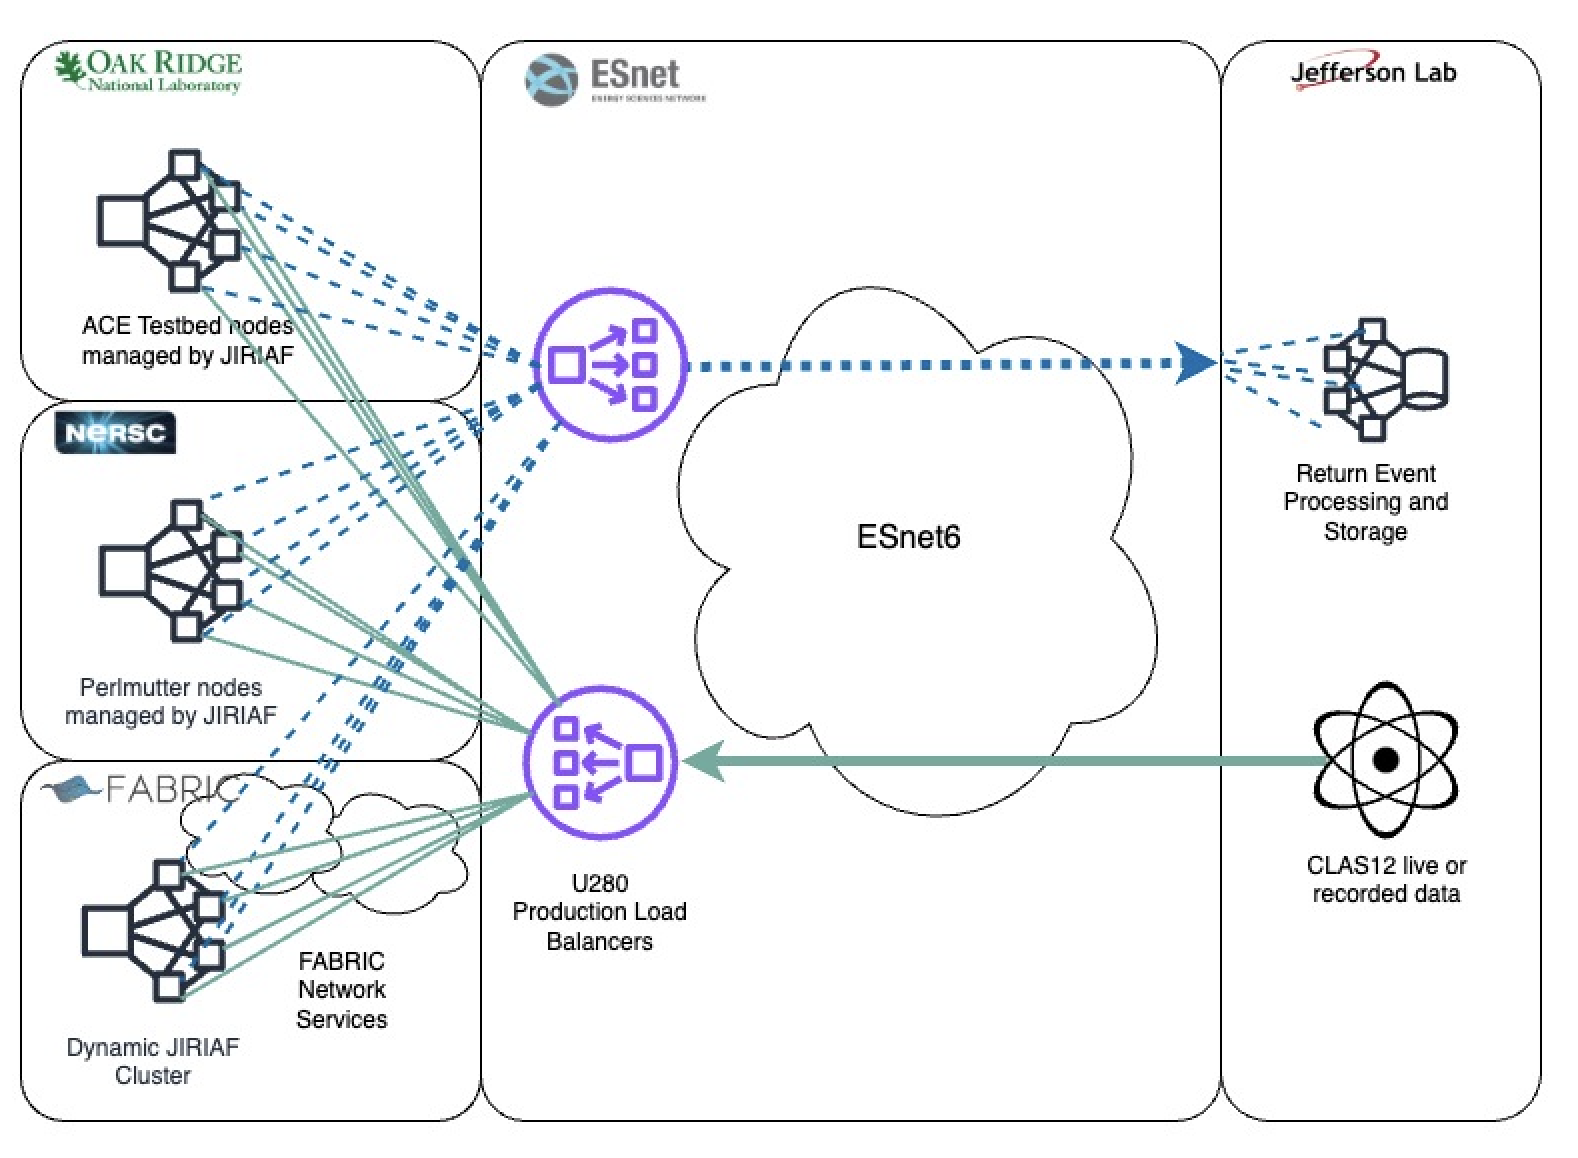 OAK RIDGE
National Laboratory
ACE Testbed nodes
managed by JIRIAF
NERSC
Perlmutter nodes
managed by JIRIAF
FABRIC
FABRIC
Network
Services
Dynamic JIRIAF
Cluster
ESnet
ENERGY SCIENCES NETWORK
ESnet6
U280
Production Load
Balancers
Jefferson Lab
Return Event
Processing and
Storage
CLAS12 live or
recorded data